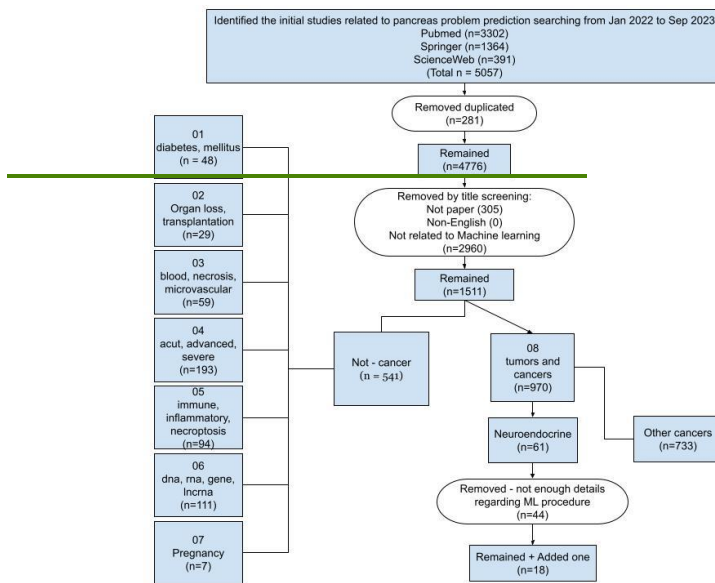 Identified the initial studies related to pancreas problem prediction searching from Jan 2022 to Sep 2023
Pubmed (n=3302)
Springer (n=1364)
ScienceWeb (n=391)
(Total n = 5057)
Removed duplicated
(n=281)
Remained
(n=4776)
Removed by title screening:
Not paper (305)
Non-English (0)
Not related to Machine learning
(n=2960)
Remained
(n=1511)
01
diabetes, mellitus
(n = 48)
02
Organ loss,
transplantation
(n=29)
03
blood, necrosis,
microvascular
(n=59)
04
acut, advanced,
severe
(n=193)
05
immune,
inflammatory,
necroptosis
(n=94)
06
dna, rna, gene,
lncrna
(n=111)
07
Pregnancy
(n=7)
Not - cancer
(n = 541)
08
tumors and
cancers
(n=970)
Neuroendocrine
(n=61)
Other cancers
(n=733)
Removed - not enough details
regarding ML procedure
(n=44)
Remained + Added one
(n=18)